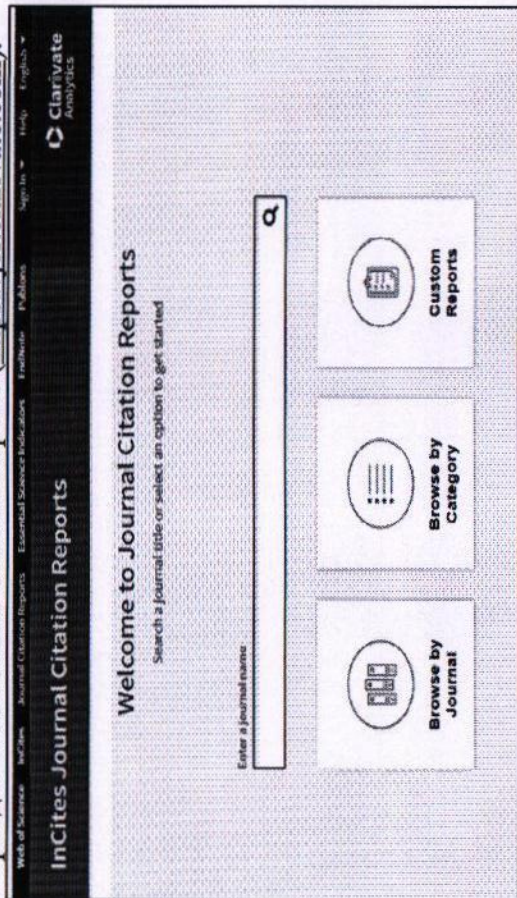 Web of Science InCites Journal Citation Reports Essential Science Indicators EndNote Publons Sign In Help English
InCites Journal Citation Reports
Clarivate
Analytics
Welcome to Journal Citation Reports
Search a journal title or select an option to get started
Enter a journal name
Browse by
Journal
Browse by
Category
Custom
Reports